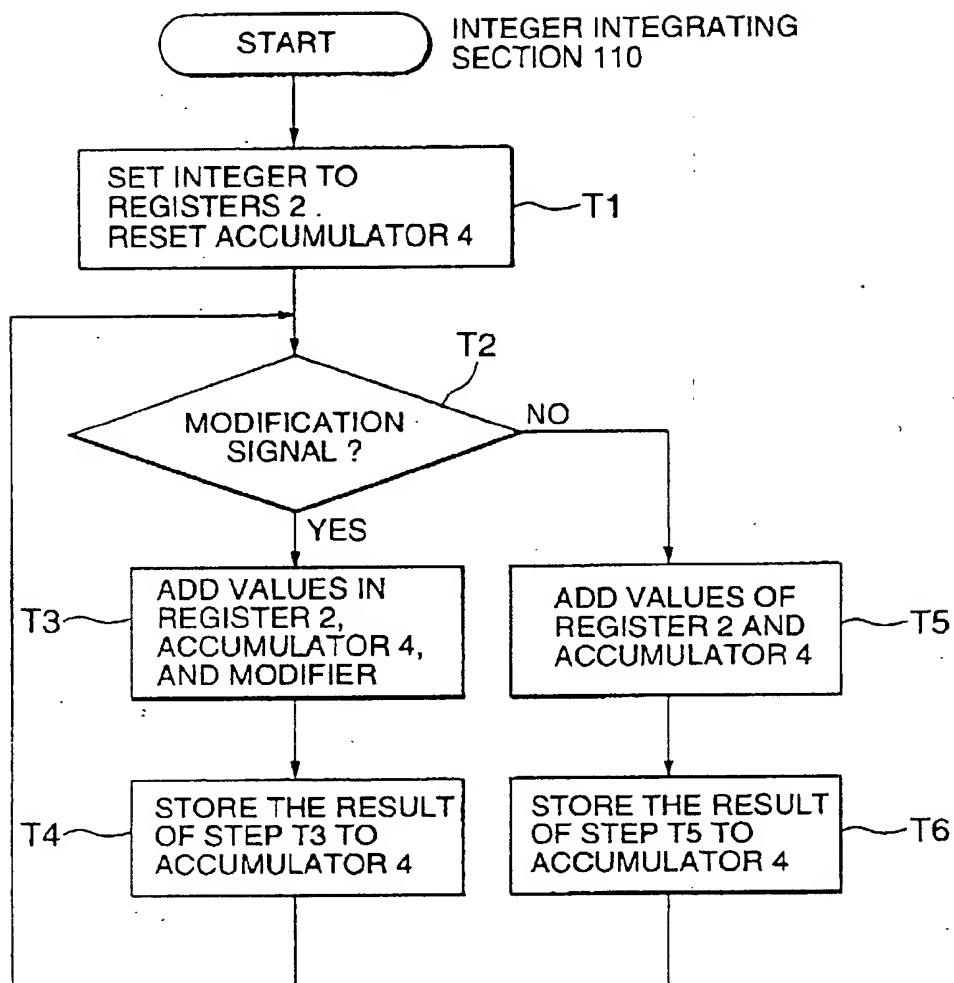 START
INTEGER INTEGRATING
SECTION 110
SET INTEGER TO
REGISTERS 2 .
RESET ACCUMULATOR 4
T1
T2
MODIFICATION
SIGNAL ?
NO
YES
T3
ADD VALUES IN
REGISTER 2,
ACCUMULATOR 4,
AND MODIFIER
ADD VALUES OF
REGISTER 2 AND
ACCUMULATOR 4
T5
T4
STORE THE RESULT
OF STEP T3 TO
ACCUMULATOR 4
STORE THE RESULT
OF STEP T5 TO
ACCUMULATOR 4
T6